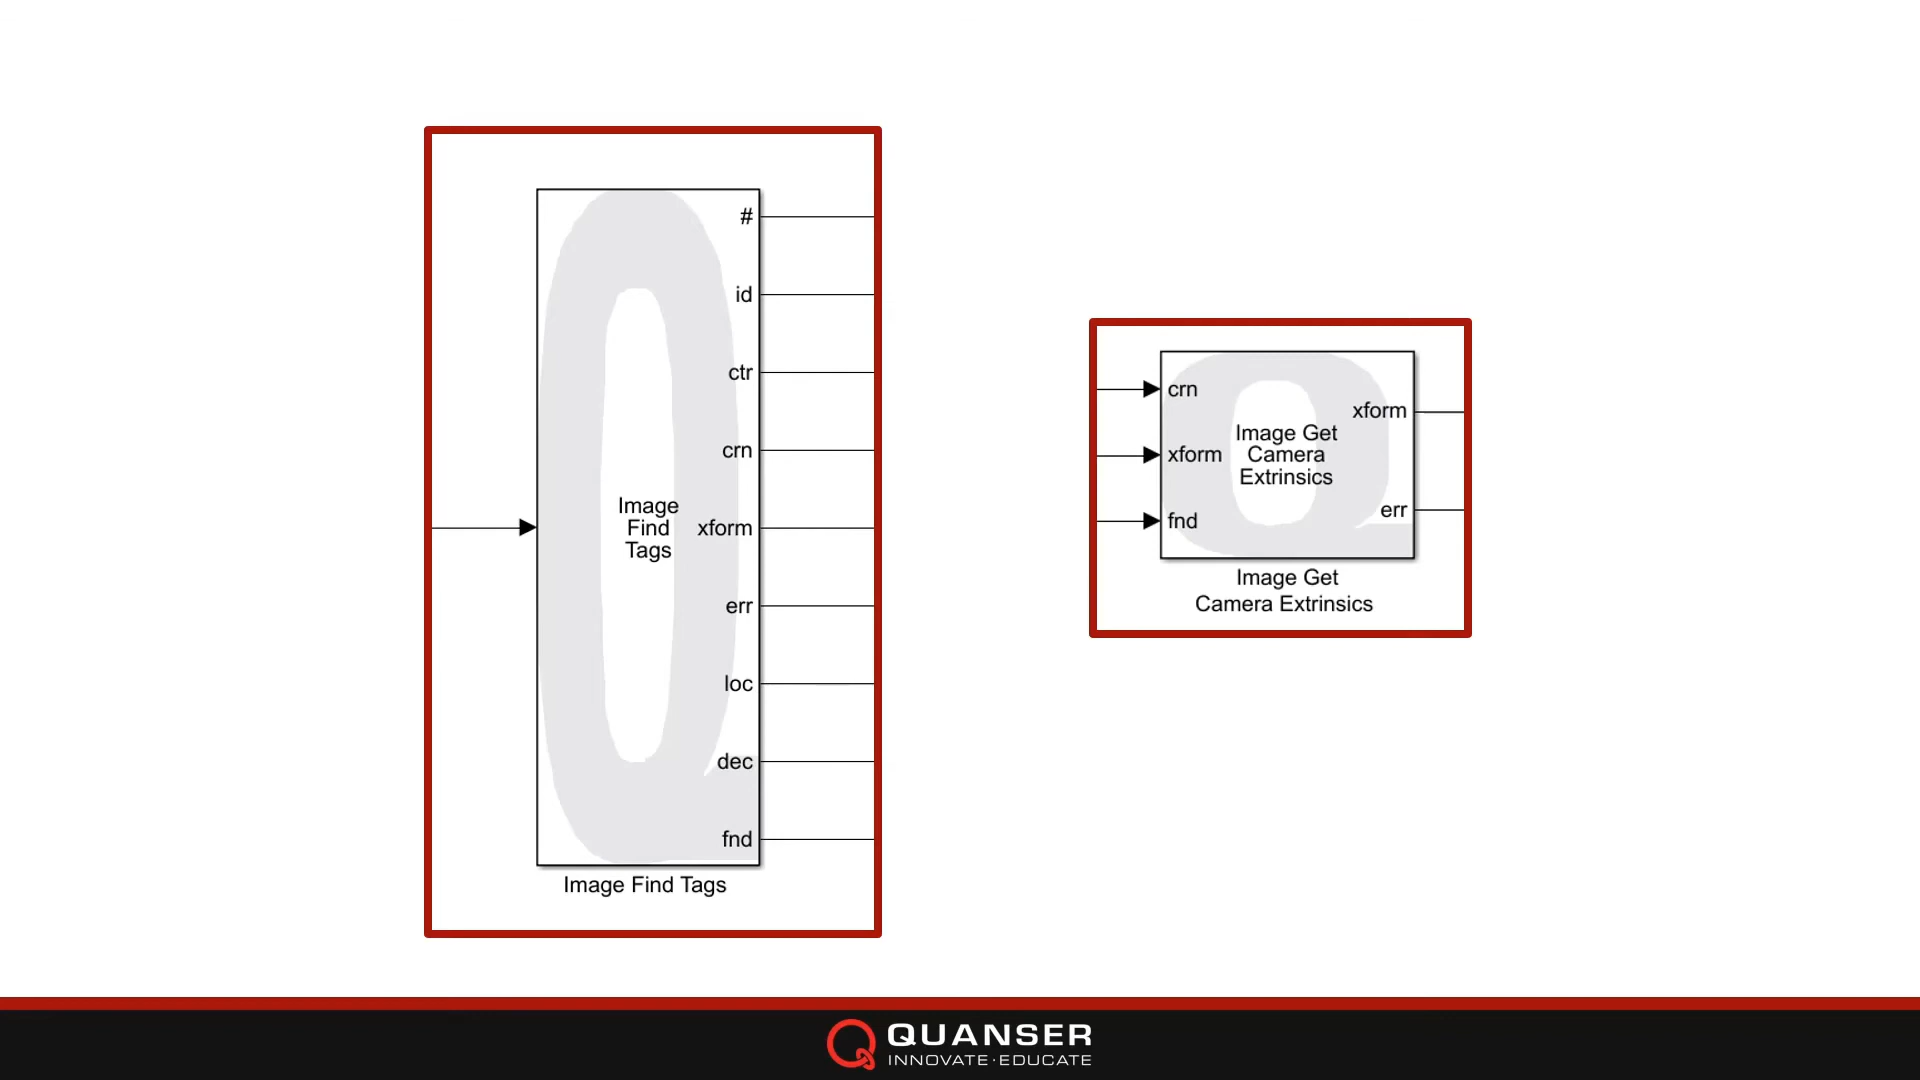 #
id
ctr
crn
Image
Find
Tags
xform
err
loc
dec
fnd
Image Find Tags
crn
xform
fnd
Image Get
Camera
Extrinsics
xform
err
Image Get
Camera Extrinsics
QUANSER
INNOVATE·EDUCATE